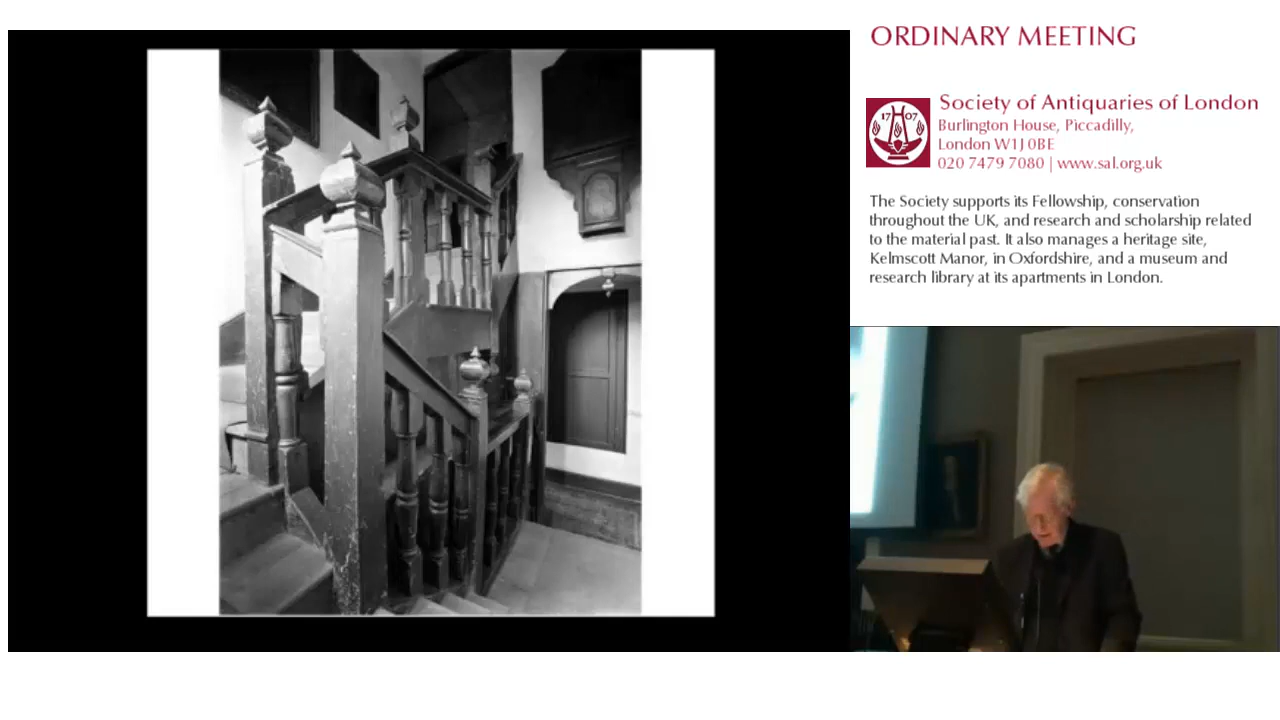 ORDINARY MEETING
Society of Antiquaries of London
Burlington House, Piccadilly,
London W1J 0BE
020 7479 7080 | www.sal.org.uk
1707
The Society supports its Fellowship, conservation
throughout the UK, and research and scholarship related
to the material past. It also manages a heritage site,
Kelmscott Manor, in Oxfordshire, and a museum and
research library at its apartments in London.